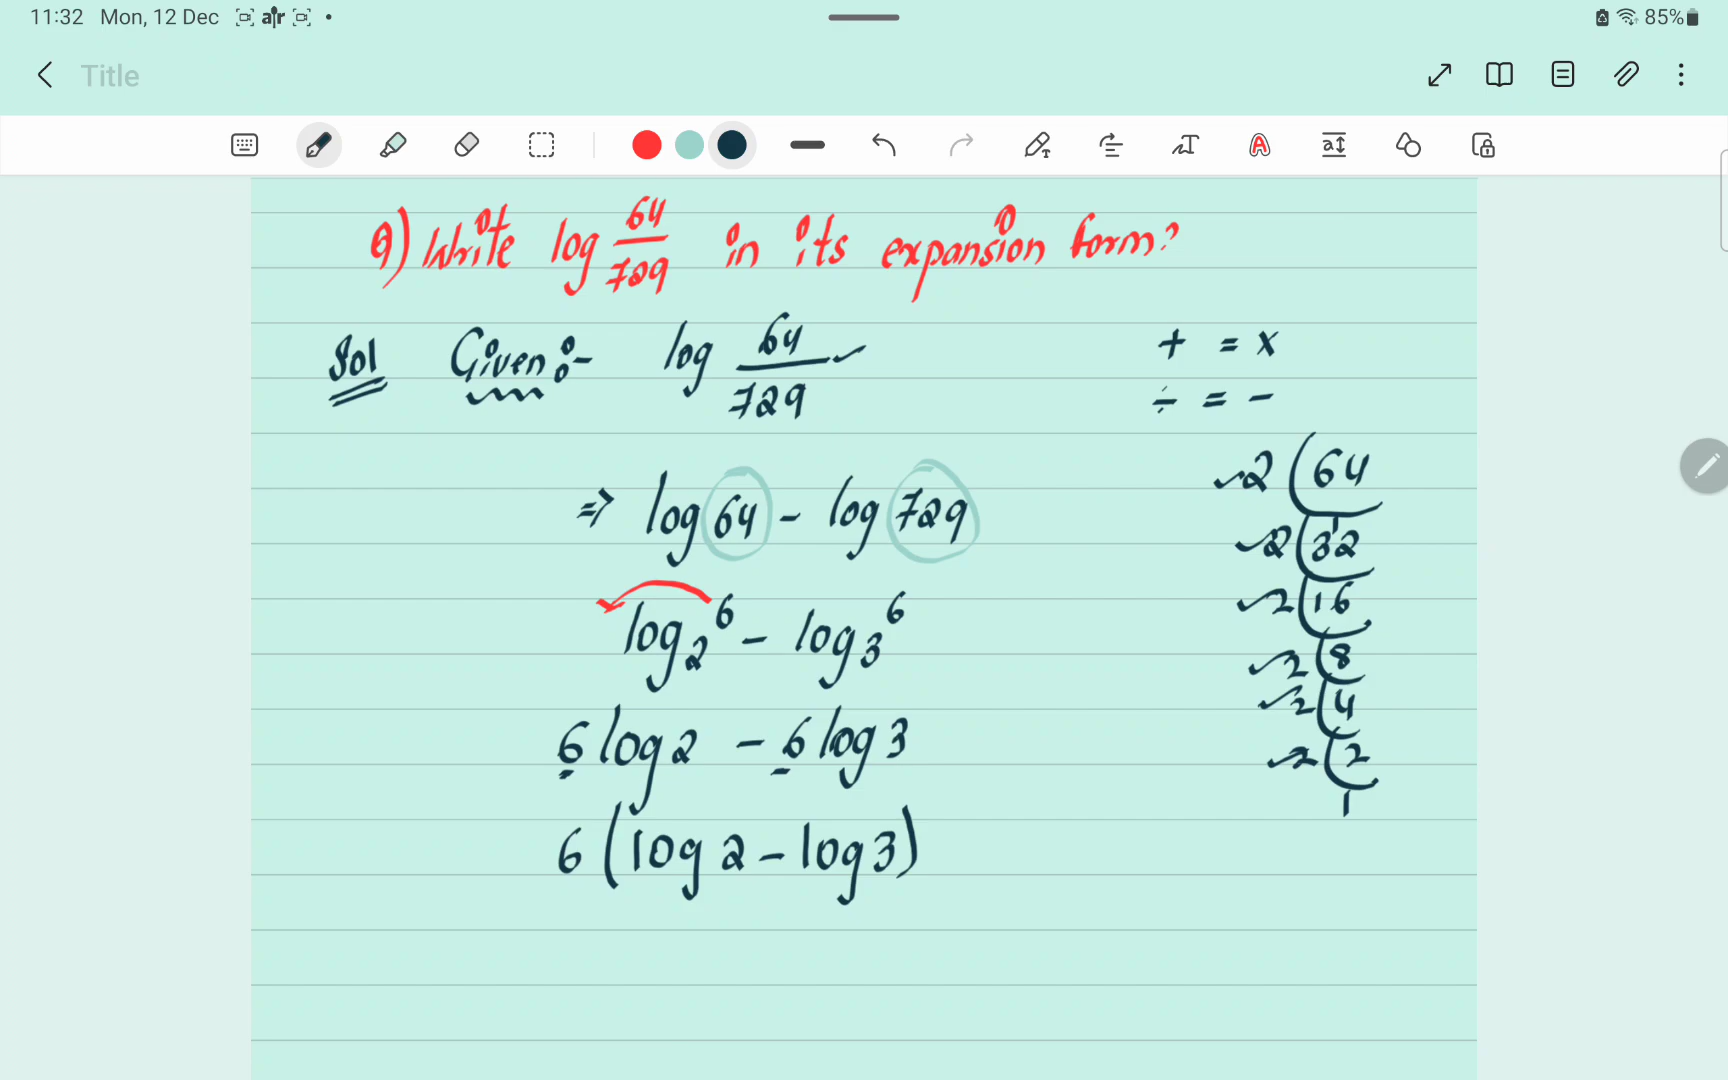 11:32 Mon, 12 Dec 85%
Title
Q) Write log 64/729 in its expansion form?
Sol Given:- log 64/729
+ = x
÷ = -
⇒ log 64 - log 729
log 2^6 - log 3^6
6 log 2 - 6 log 3
6 (log 2 - log 3)
2 ( 64
2 ( 32
2 ( 16
2 ( 8
2 ( 4
2 ( 2
1